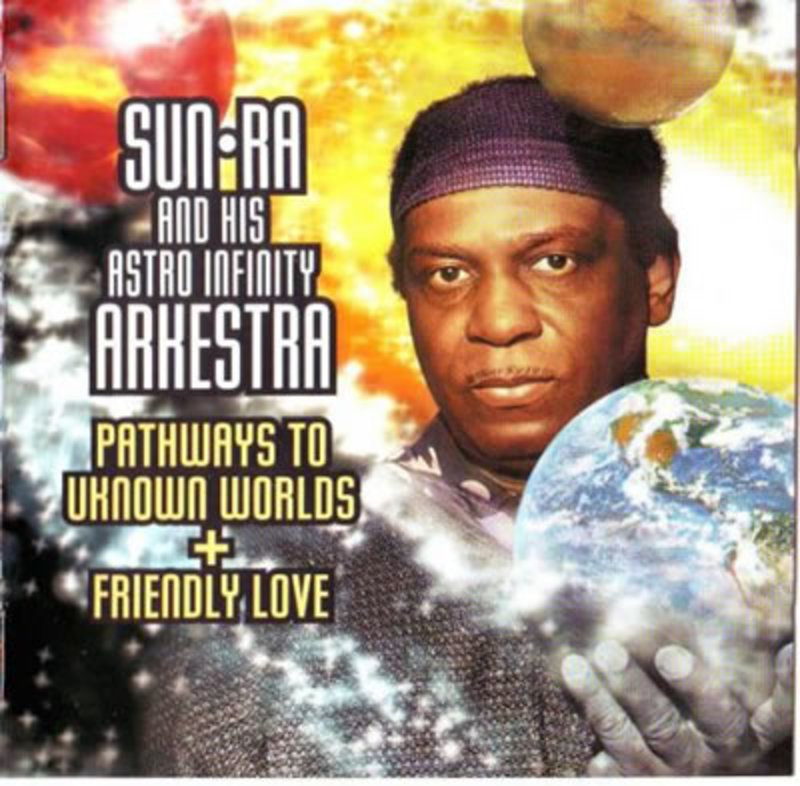 SUN•RA
AND HIS
ASTRO INFINITY
ARKESTRA
PATHWAYS TO
UKNOWN WORLDS
+
FRIENDLY LOVE